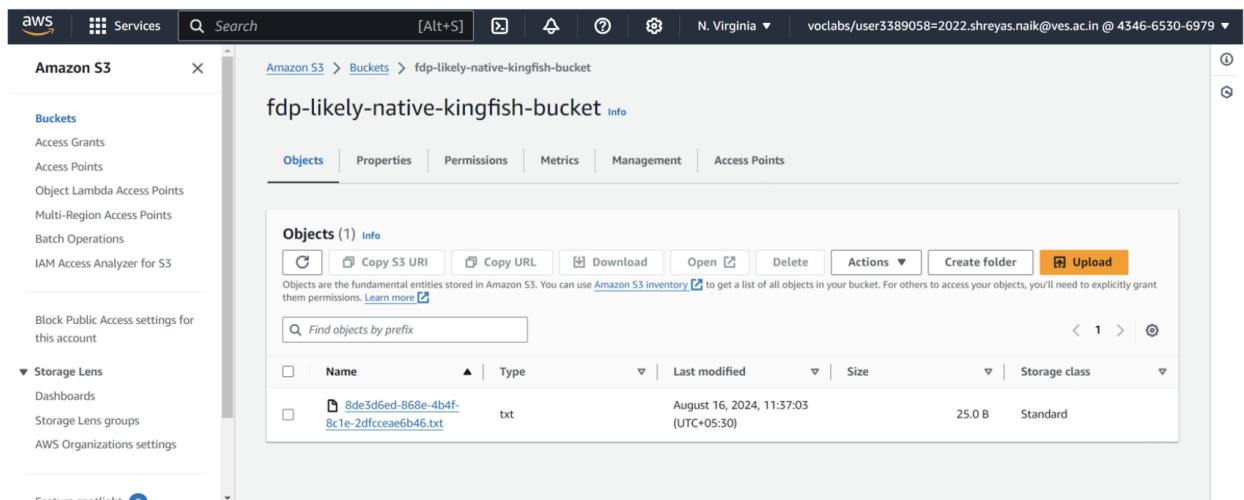 aws
Services
Search [Alt+S]
N. Virginia ▼
voclabs/user3389058=2022.shreyas.naik@ves.ac.in @ 4346-6530-6979 ▼
Amazon S3
Buckets
Access Grants
Access Points
Object Lambda Access Points
Multi-Region Access Points
Batch Operations
IAM Access Analyzer for S3
Block Public Access settings for
this account
▼ Storage Lens
Dashboards
Storage Lens groups
AWS Organizations settings
Amazon S3 > Buckets > fdp-likely-native-kingfish-bucket
fdp-likely-native-kingfish-bucket Info
Objects Properties Permissions Metrics Management Access Points
Objects (1) Info
Copy S3 URI Copy URL Download Open Delete Actions ▼ Create folder Upload
Objects are the fundamental entities stored in Amazon S3. You can use Amazon S3 inventory to get a list of all objects in your bucket. For others to access your objects, you'll need to explicitly grant
them permissions. Learn more
Find objects by prefix
< 1 >
Name Type Last modified Size Storage class
8de3d6ed-868e-4b4f-
8c1e-2dfcceae6b46.txt
txt
August 16, 2024, 11:37:03
(UTC+05:30)
25.0 B
Standard